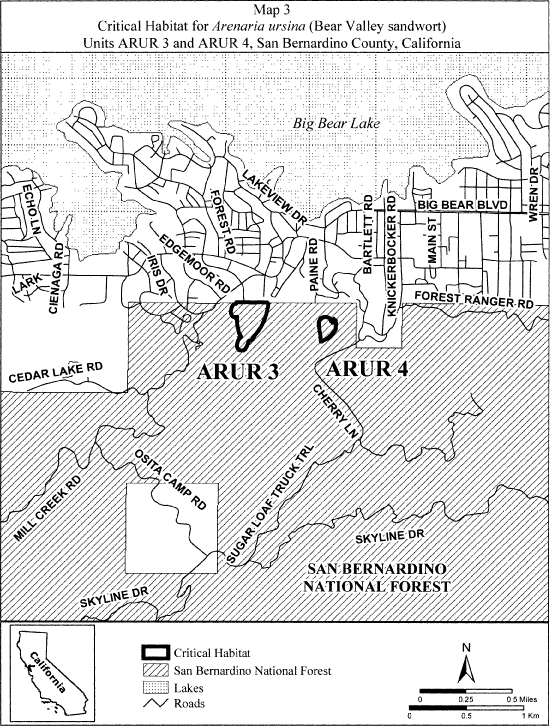 Map 3
Critical Habitat for Arenaria ursina (Bear Valley sandwort)
Units ARUR 3 and ARUR 4, San Bernardino County, California
Big Bear Lake
ECHO LN
CIENAGA RD
LARK
IRIS DR
EDGEMOOR RD
FOREST RD
LAKEVIEW DR
PAINE RD
BARTLETT RD
KNICKERBOCKER RD
BIG BEAR BLVD
MAIN ST
WREN DR
FOREST RANGER RD
CEDAR LAKE RD
ARUR 3
ARUR 4
CHERRY LN
MILL CREEK RD
OSITA CAMP RD
SUGAR LOAF TRUCK TRL
SKYLINE DR
SKYLINE DR
SAN BERNARDINO
NATIONAL FOREST
California
Critical Habitat
San Bernardino National Forest
Lakes
Roads
N
0 0.25 0.5 Miles
0 0.5 1 Km